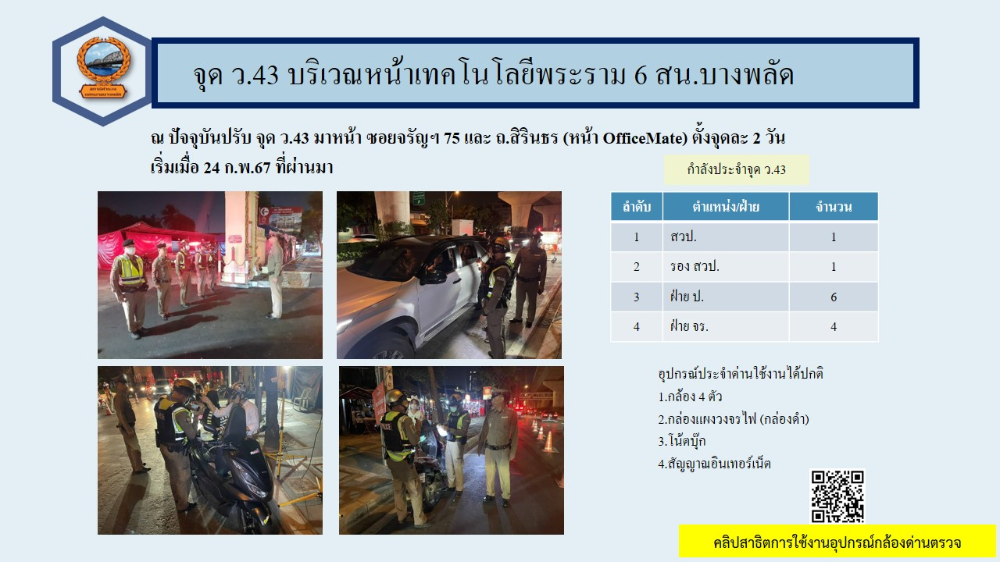 จุด ว.43 บริเวณหน้าเทคโนโลยีพระราม 6 สน.บางพลัด
ณ ปัจจุบันปรับ จุด ว.43 มาหน้า ซอยจรัญฯ 75 และ ถ.สิรินธร (หน้า OfficeMate) ตั้งจุดละ 2 วัน
เริ่มเมื่อ 24 ก.พ.67 ที่ผ่านมา
กำลังประจำจุด ว.43
ลำดับ ตำแหน่ง/ฝ่าย จำนวน
1 สวป. 1
2 รอง สวป. 1
3 ฝ่าย ป. 6
4 ฝ่าย จร. 4
อุปกรณ์ประจำด่านใช้งานได้ปกติ
1.กล้อง 4 ตัว
2.กล่องแผงวงจรไฟ (กล่องคำ)
3.โน้ตบุ๊ก
4.สัญญาณอินเทอร์เน็ต
คลิปสาธิตการใช้งานอุปกรณ์กล้องด่านตรวจ